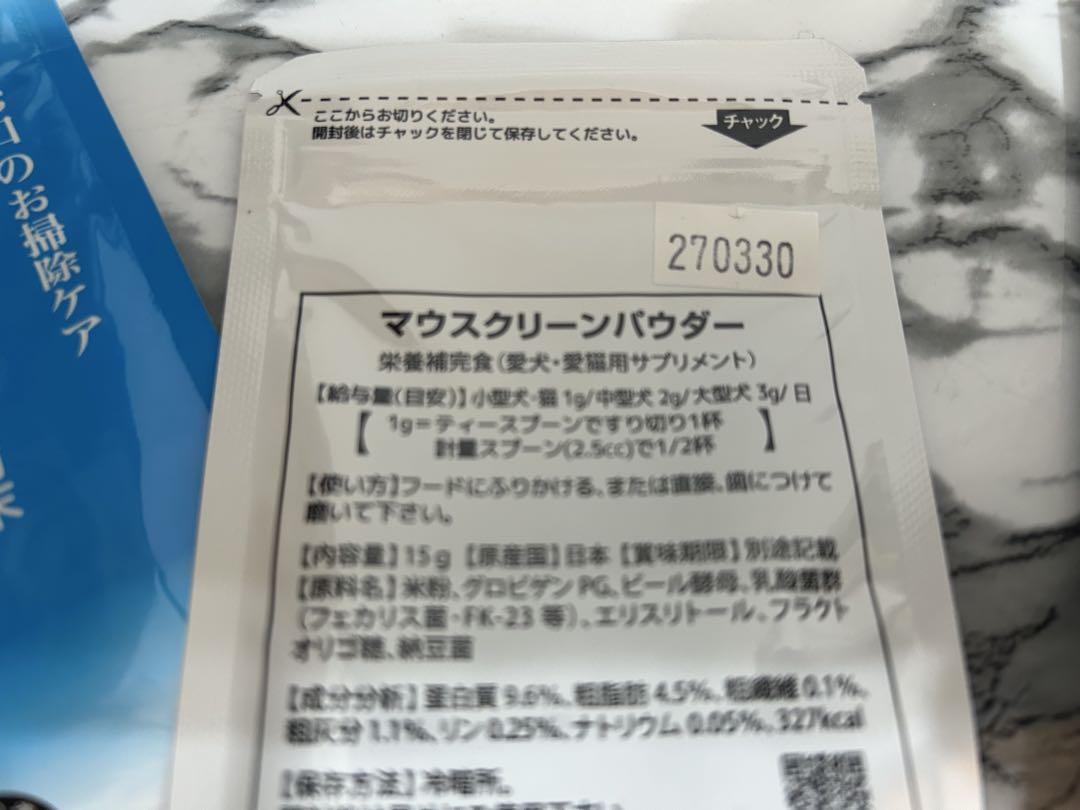 ここからお切りください。
開封後はチャックを閉じて保存してください。
チャック
270330
マウスクリーンパウダー
栄養補完食(愛犬・愛猫用サプリメント)
【給与量(目安)】小型犬・猫 1g/中型犬 2g/大型犬 3g/日
【1g=ティースプーンですり切り1杯
計量スプーン(2.5cc)で1/2杯】
【使い方】フードにふりかける、または直接、歯につけて
磨いて下さい。
【内容量】15g【原産国】日本【賞味期限】別途記載
【原料名】米粉、グロビゲンPG、ビール酵母、乳酸菌群
(フェカリス菌・FK-23 等)、エリスリトール、フラクト
オリゴ糖、納豆菌
【成分分析】蛋白質 9.6%、粗脂肪 4.5%、粗繊維 0.1%、
粗灰分 1.1%、リン 0.25%、ナトリウム 0.05%、327kcal
【保存方法】冷暗所。
のお掃除ケア